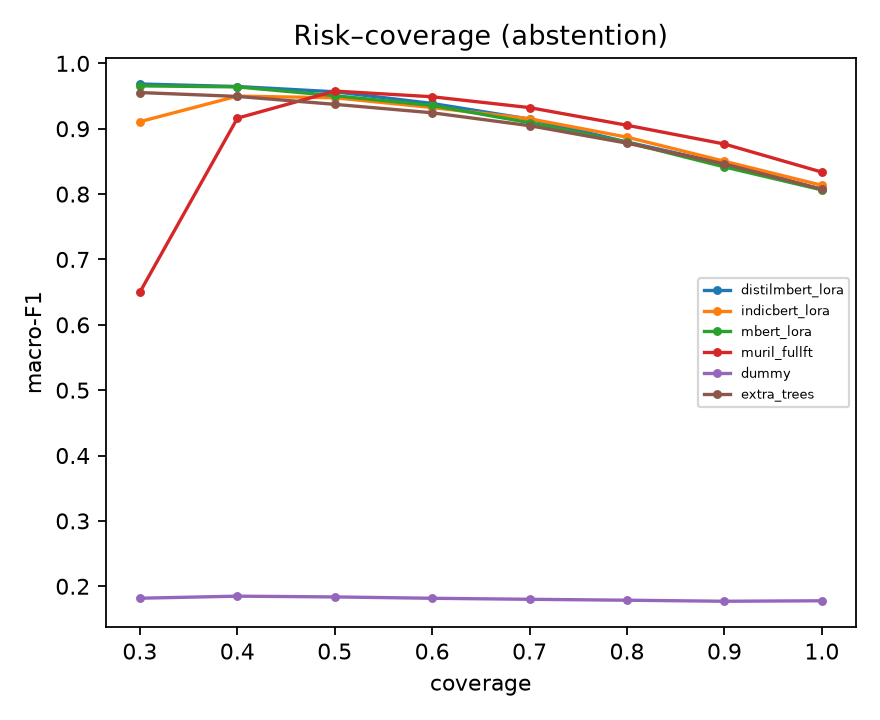 Risk–coverage (abstention)
1.0
0.9
0.8
0.7
0.6
0.5
0.4
0.3
0.2
macro-F1
distilmbert_lora
indicbert_lora
mbert_lora
muril_fullft
dummy
extra_trees
0.3 0.4 0.5 0.6 0.7 0.8 0.9 1.0
coverage